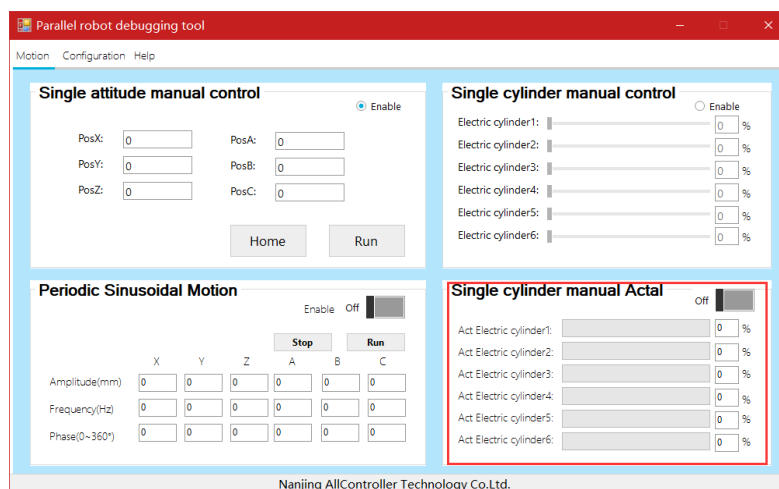 Parallel robot debugging tool
Motion Configuration Help
Single attitude manual control
Enable
PosX: 0 PosA: 0
PosY: 0 PosB: 0
PosZ: 0 PosC: 0
Home Run
Single cylinder manual control
Enable
Electric cylinder1: 0 %
Electric cylinder2: 0 %
Electric cylinder3: 0 %
Electric cylinder4: 0 %
Electric cylinder5: 0 %
Electric cylinder6: 0 %
Periodic Sinusoidal Motion
Enable Off
Stop Run
X Y Z A B C
Amplitude(mm) 0 0 0 0 0 0
Frequency(Hz) 0 0 0 0 0 0
Phase(0~360°) 0 0 0 0 0 0
Single cylinder manual Actal
Off
Act Electric cylinder1: 0 %
Act Electric cylinder2: 0 %
Act Electric cylinder3: 0 %
Act Electric cylinder4: 0 %
Act Electric cylinder5: 0 %
Act Electric cylinder6: 0 %
Nanjing AllController Technology Co.Ltd.